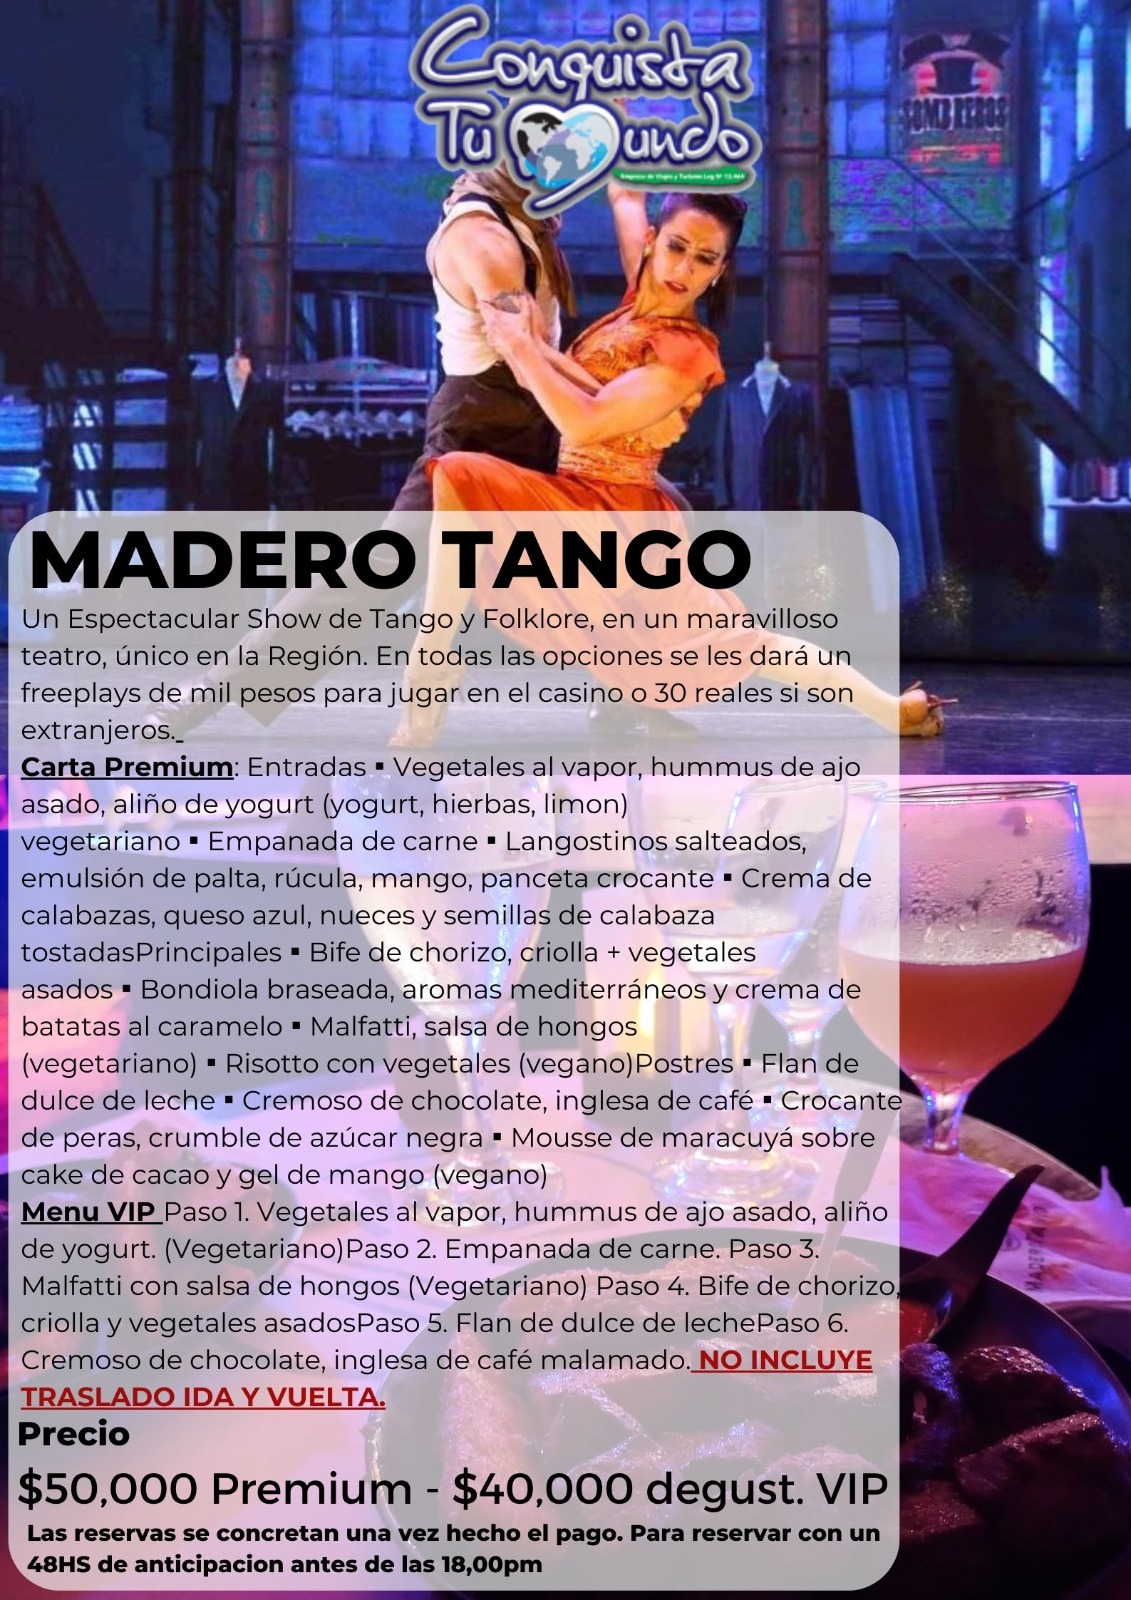 Conquista
Tu Mundo
Empresa de Viajes y Turismo Leg Nº 13.464
SOMBREROS
MADERO TANGO
Un Espectacular Show de Tango y Folklore, en un maravilloso
teatro, único en la Región. En todas las opciones se les dará un
freeplays de mil pesos para jugar en el casino o 30 reales si son
extranjeros.
Carta Premium: Entradas ▪ Vegetales al vapor, hummus de ajo
asado, aliño de yogurt (yogurt, hierbas, limon)
vegetariano ▪ Empanada de carne ▪ Langostinos salteados,
emulsión de palta, rúcula, mango, panceta crocante ▪ Crema de
calabazas, queso azul, nueces y semillas de calabaza
tostadasPrincipales ▪ Bife de chorizo, criolla + vegetales
asados ▪ Bondiola braseada, aromas mediterráneos y crema de
batatas al caramelo ▪ Malfatti, salsa de hongos
(vegetariano) ▪ Risotto con vegetales (vegano)Postres ▪ Flan de
dulce de leche ▪ Cremoso de chocolate, inglesa de café ▪ Crocante
de peras, crumble de azúcar negra ▪ Mousse de maracuyá sobre
cake de cacao y gel de mango (vegano)
Menu VIP Paso 1. Vegetales al vapor, hummus de ajo asado, aliño
de yogurt. (Vegetariano)Paso 2. Empanada de carne. Paso 3.
Malfatti con salsa de hongos (Vegetariano) Paso 4. Bife de chorizo,
criolla y vegetales asadosPaso 5. Flan de dulce de lechePaso 6.
Cremoso de chocolate, inglesa de café malamado. NO INCLUYE
TRASLADO IDA Y VUELTA.
Precio
$50,000 Premium - $40,000 degust. VIP
Las reservas se concretan una vez hecho el pago. Para reservar con un
48HS de anticipacion antes de las 18,00pm